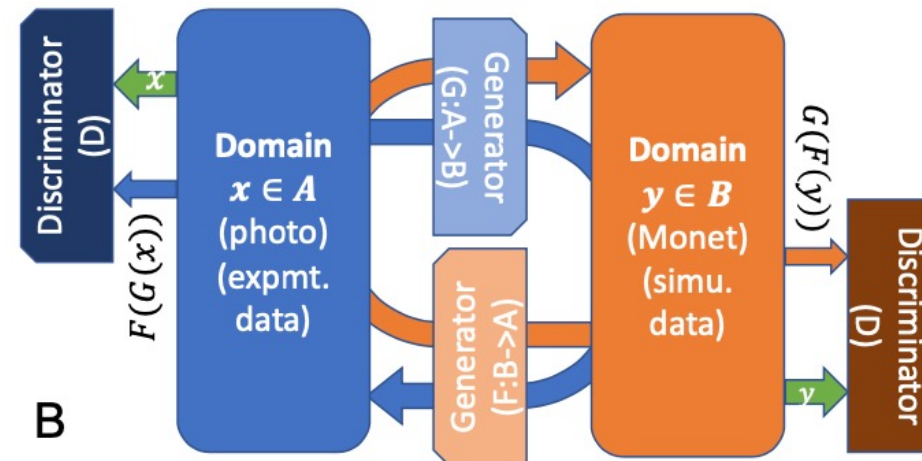 Discriminator
(D)
x
F(G(x))
Domain
x ∈ A
(photo)
(expmt.
data)
Generator
(G:A->B)
Generator
(F:B->A)
Domain
y ∈ B
(Monet)
(simu.
data)
G(F(y))
y
Discriminator
(D)
B